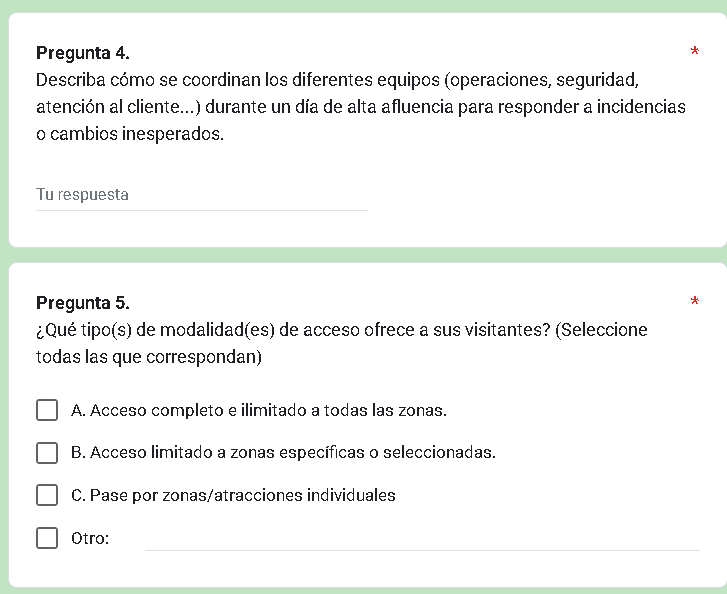 Pregunta 4. *
Describa cómo se coordinan los diferentes equipos (operaciones, seguridad,
atención al cliente...) durante un día de alta afluencia para responder a incidencias
o cambios inesperados.
Tu respuesta
Pregunta 5. *
¿Qué tipo(s) de modalidad(es) de acceso ofrece a sus visitantes? (Seleccione
todas las que correspondan)
A. Acceso completo e ilimitado a todas las zonas.
B. Acceso limitado a zonas específicas o seleccionadas.
C. Pase por zonas/atracciones individuales
Otro: